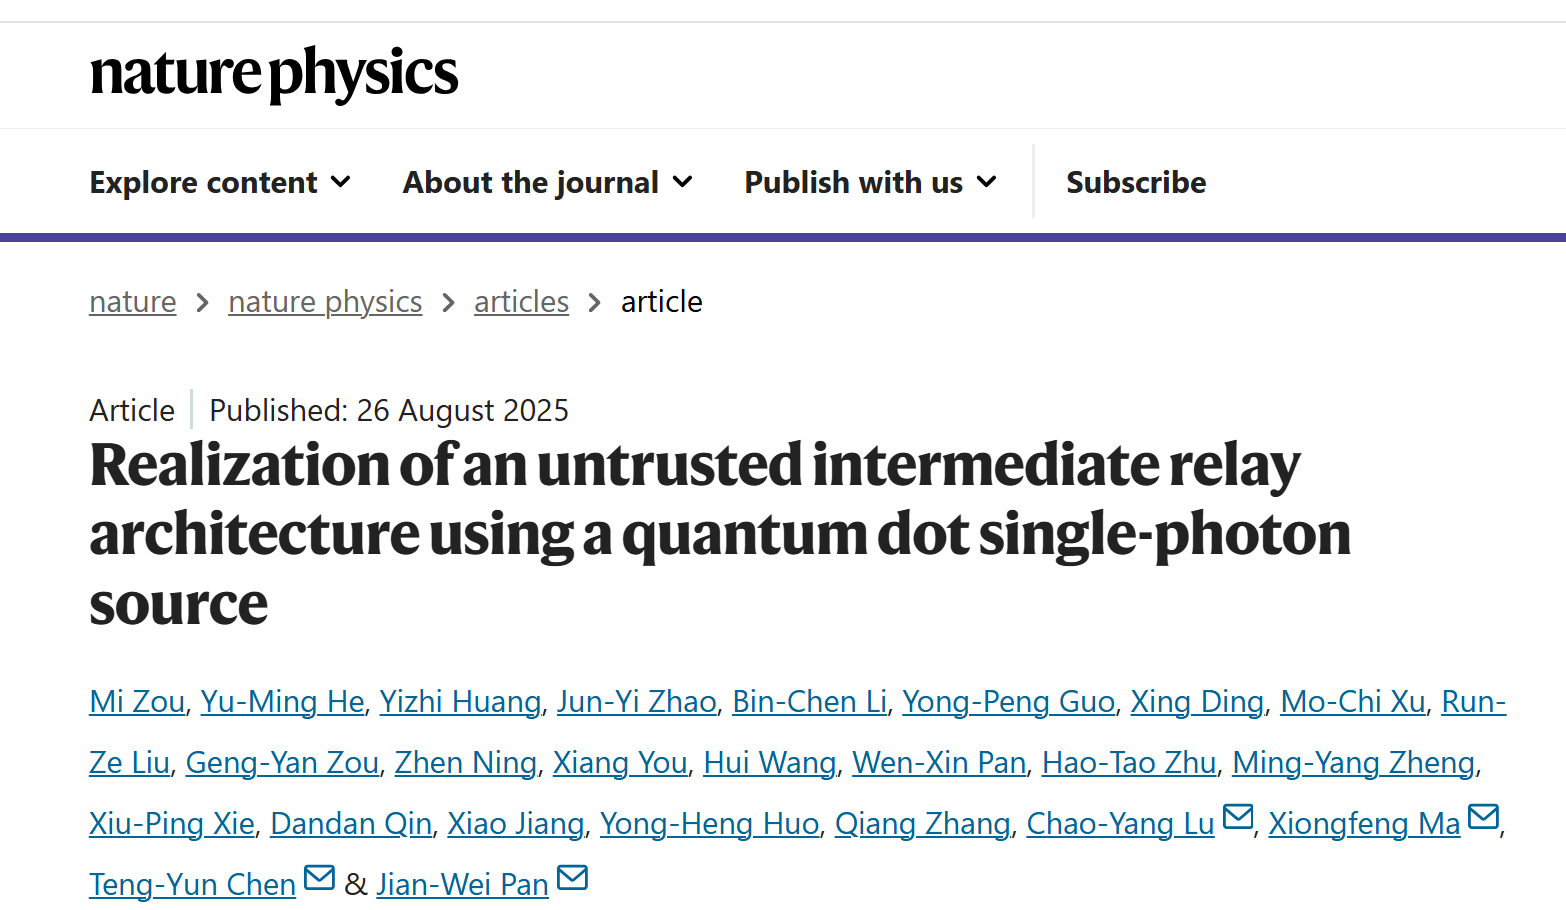 nature physics
Explore content About the journal Publish with us Subscribe
nature > nature physics > articles > article
Article Published: 26 August 2025
Realization of an untrusted intermediate relay
architecture using a quantum dot single-photon
source
Mi Zou, Yu-Ming He, Yizhi Huang, Jun-Yi Zhao, Bin-Chen Li, Yong-Peng Guo, Xing Ding, Mo-Chi Xu, Run-
Ze Liu, Geng-Yan Zou, Zhen Ning, Xiang You, Hui Wang, Wen-Xin Pan, Hao-Tao Zhu, Ming-Yang Zheng,
Xiu-Ping Xie, Dandan Qin, Xiao Jiang, Yong-Heng Huo, Qiang Zhang, Chao-Yang Lu, Xiongfeng Ma,
Teng-Yun Chen & Jian-Wei Pan